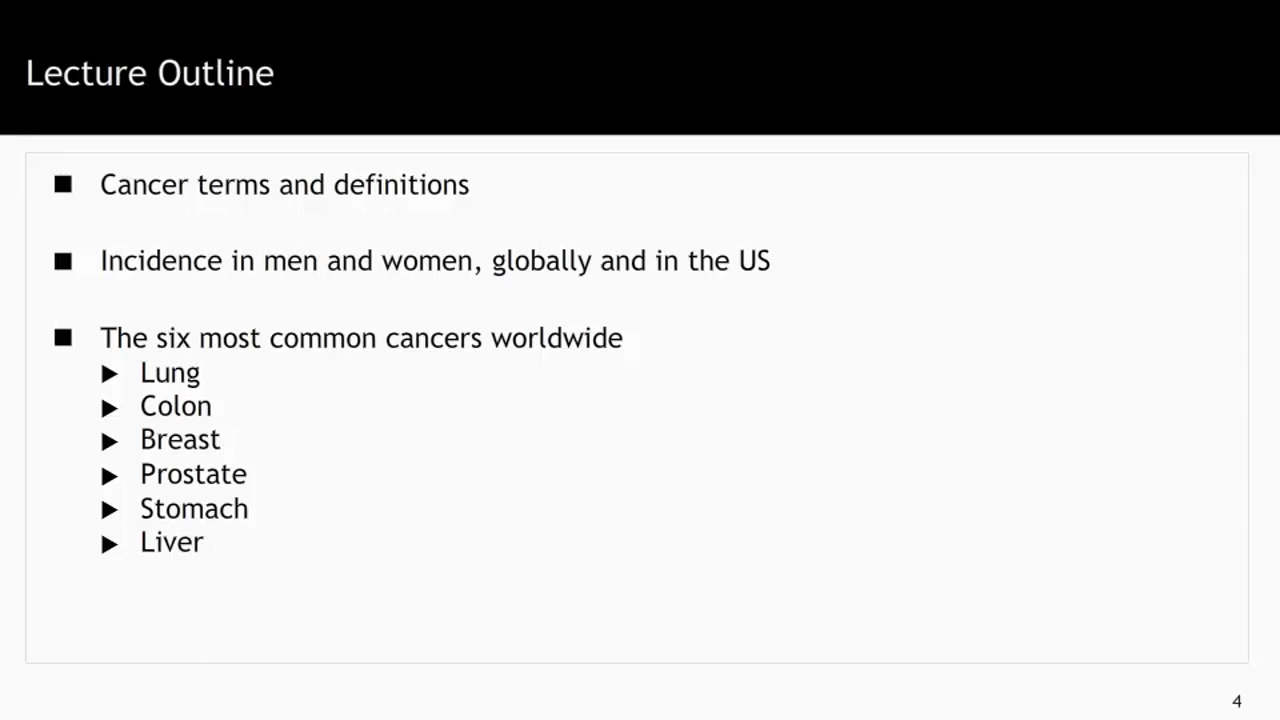 Lecture Outline
Cancer terms and definitions
Incidence in men and women, globally and in the US
The six most common cancers worldwide
Lung
Colon
Breast
Prostate
Stomach
Liver
4